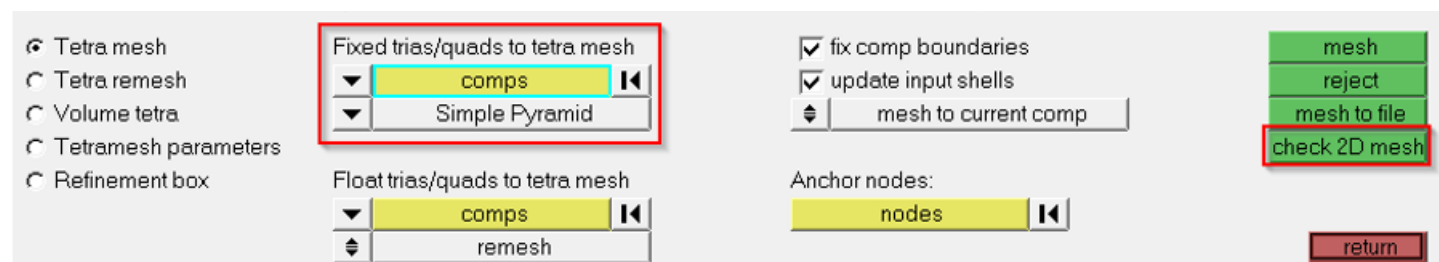 Tetra mesh
Tetra remesh
Volume tetra
Tetramesh parameters
Refinement box
Fixed trias/quads to tetra mesh
comps
Simple Pyramid
Float trias/quads to tetra mesh
comps
remesh
fix comp boundaries
update input shells
mesh to current comp
Anchor nodes:
nodes
mesh
reject
mesh to file
check 2D mesh
return